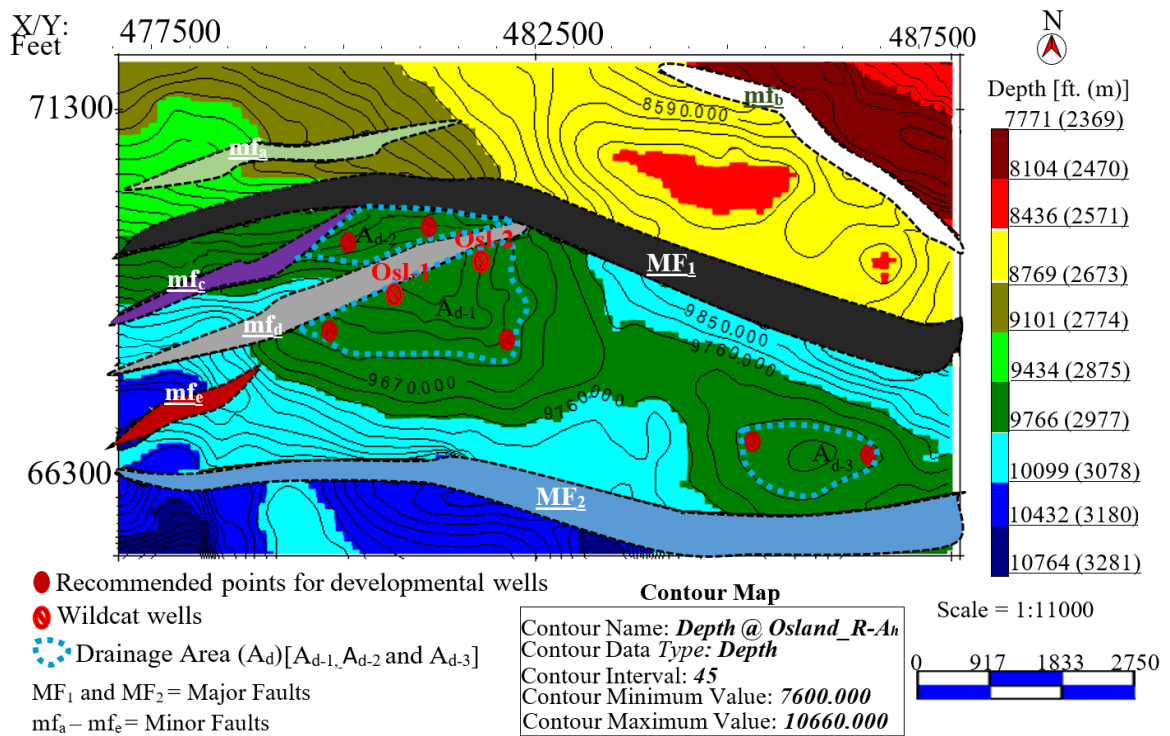 X/Y:
Feet
477500
482500
487500
N
71300
66300
mfa
mfb
8590.000
Depth [ft. (m)]
7771 (2369)
8104 (2470)
8436 (2571)
8769 (2673)
9101 (2774)
9434 (2875)
9766 (2977)
10099 (3078)
10432 (3180)
10764 (3281)
Ad-2
Osl-2
MF1
mfc
Osl-1
Ad-1
mfd
9850.000
9760.000
9670.000
9760.000
mfe
Ad-3
MF2
Recommended points for developmental wells
Wildcat wells
Drainage Area (Ad)[Ad-1, Ad-2 and Ad-3]
MF1 and MF2 = Major Faults
mfa – mfe = Minor Faults
Contour Map
Contour Name: Depth @ Osland_R-Ah
Contour Data Type: Depth
Contour Interval: 45
Contour Minimum Value: 7600.000
Contour Maximum Value: 10660.000
Scale = 1:11000
0 917 1833 2750